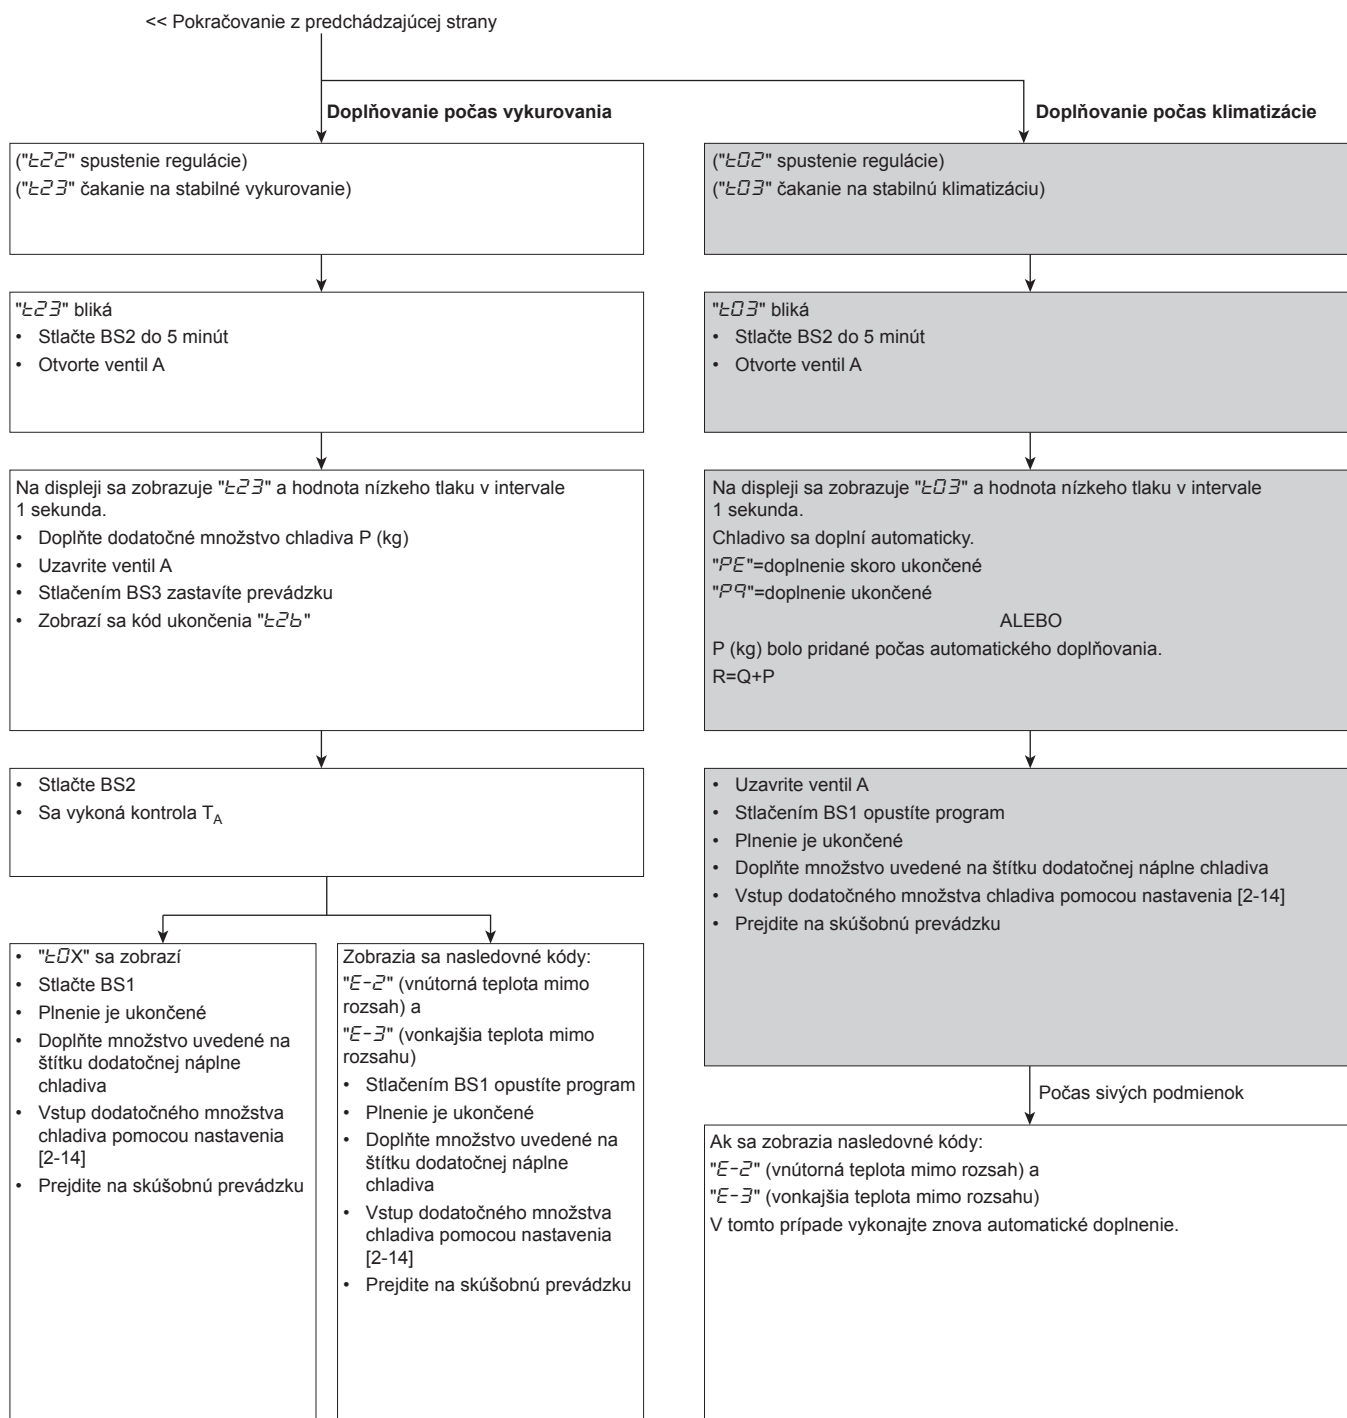 << Pokračovanie z predchádzajúcej strany
Doplňovanie počas vykurovania
("t22" spustenie regulácie)
("t23" čakanie na stabilné vykurovanie)
"t23" bliká
• Stlačte BS2 do 5 minút
• Otvorte ventil A
Na displeji sa zobrazuje "t23" a hodnota nízkeho tlaku v intervale
1 sekunda.
• Doplňte dodatočné množstvo chladiva P (kg)
• Uzavrite ventil A
• Stlačením BS3 zastavíte prevádzku
• Zobrazí sa kód ukončenia "t2b"
• Stlačte BS2
• Sa vykoná kontrola TA
• "t0X" sa zobrazí
• Stlačte BS1
• Plnenie je ukončené
• Doplňte množstvo uvedené na
štítku dodatočnej náplne
chladiva
• Vstup dodatočného množstva
chladiva pomocou nastavenia
[2-14]
• Prejdite na skúšobnú prevádzku
Zobrazia sa nasledovné kódy:
"E-2" (vnútorná teplota mimo
rozsah) a
"E-3" (vonkajšia teplota mimo
rozsahu)
• Stlačením BS1 opustíte program
• Plnenie je ukončené
• Doplňte množstvo uvedené na
štítku dodatočnej náplne
chladiva
• Vstup dodatočného množstva
chladiva pomocou nastavenia
[2-14]
• Prejdite na skúšobnú prevádzku
Doplňovanie počas klimatizácie
("t02" spustenie regulácie)
("t03" čakanie na stabilnú klimatizáciu)
"t03" bliká
• Stlačte BS2 do 5 minút
• Otvorte ventil A
Na displeji sa zobrazuje "t03" a hodnota nízkeho tlaku v intervale
1 sekunda.
Chladivo sa doplní automaticky.
"PE"=doplnenie skoro ukončené
"P9"=doplnenie ukončené
ALEBO
P (kg) bolo pridané počas automatického doplňovania.
R=Q+P
• Uzavrite ventil A
• Stlačením BS1 opustíte program
• Plnenie je ukončené
• Doplňte množstvo uvedené na štítku dodatočnej náplne chladiva
• Vstup dodatočného množstva chladiva pomocou nastavenia [2-14]
• Prejdite na skúšobnú prevádzku
Počas sivých podmienok
Ak sa zobrazia nasledovné kódy:
"E-2" (vnútorná teplota mimo rozsah) a
"E-3" (vonkajšia teplota mimo rozsahu)
V tomto prípade vykonajte znova automatické doplnenie.